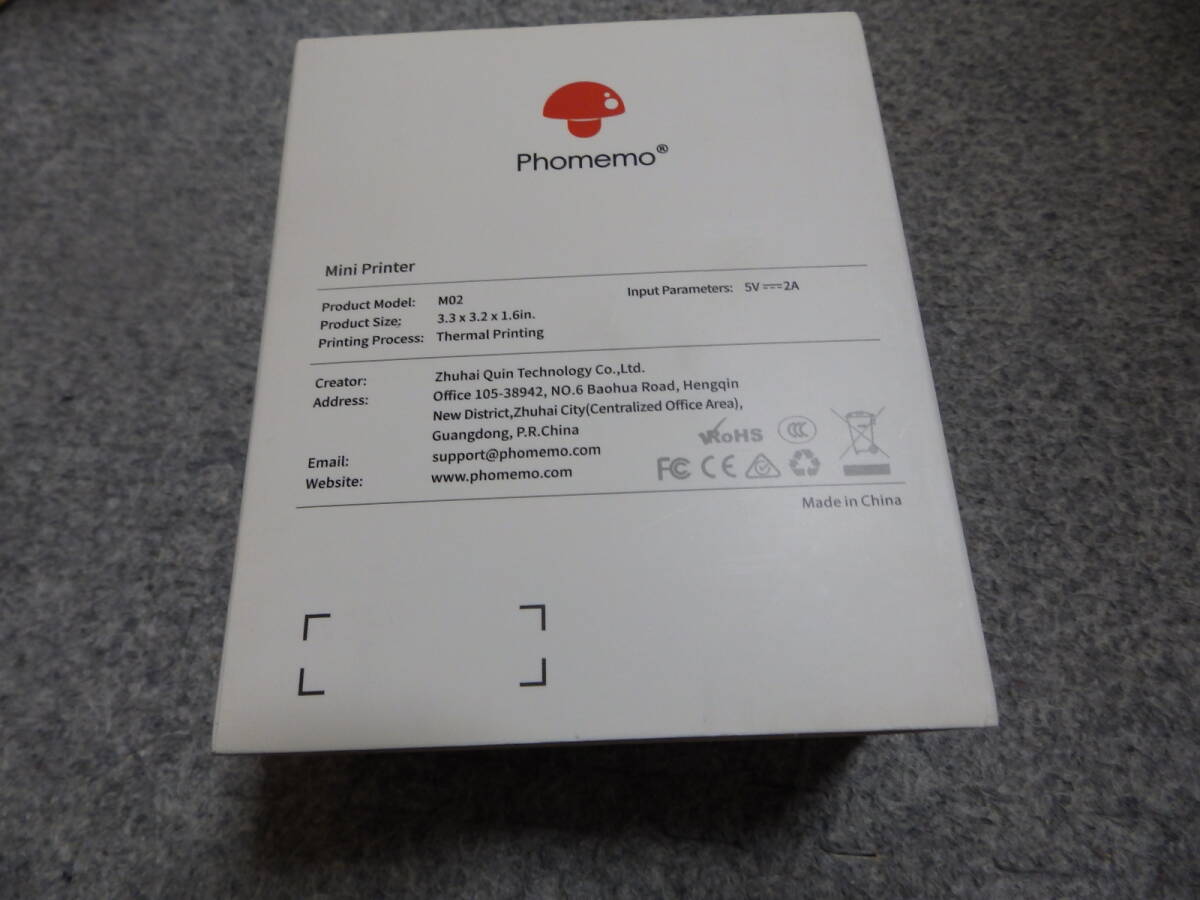 Phomemo®
Mini Printer
Product Model: M02
Input Parameters: 5V⎓2A
Product Size: 3.3 x 3.2 x 1.6in.
Printing Process: Thermal Printing
Creator: Zhuhai Quin Technology Co.,Ltd.
Address: Office 105-38942, NO.6 Baohua Road, Hengqin
New District,Zhuhai City(Centralized Office Area),
Guangdong, P.R.China
Email: support@phomemo.com
Website: www.phomemo.com
RoHS CCC
FC CE
Made in China